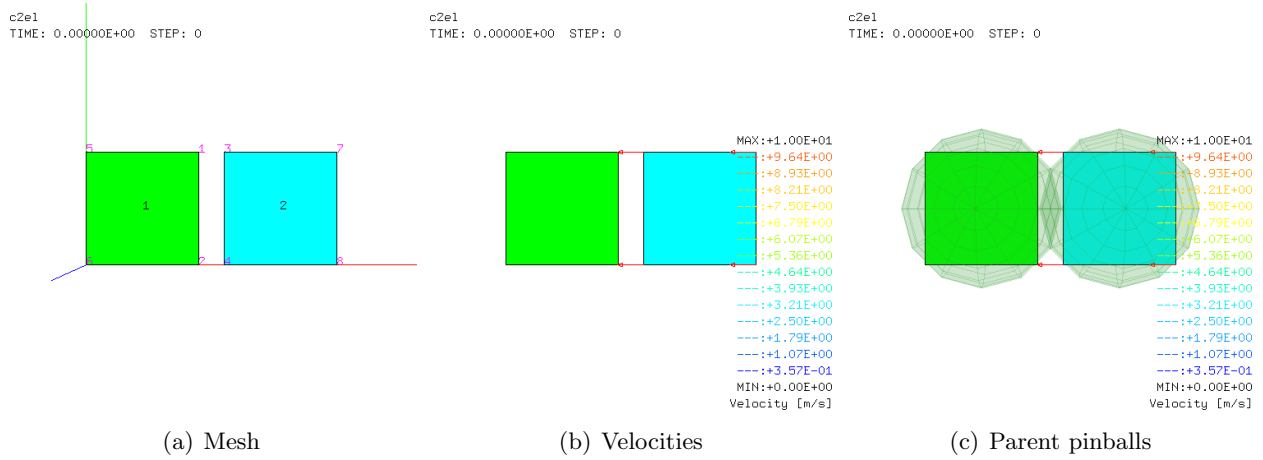 c2el
TIME: 0.00000E+00 STEP: 0
5 1 3 7
1 2
6 2 4 8
(a) Mesh
c2el
TIME: 0.00000E+00 STEP: 0
MAX:+1.00E+01
---:+9.64E+00
---:+8.93E+00
---:+8.21E+00
---:+7.50E+00
---:+6.79E+00
---:+6.07E+00
---:+5.36E+00
---:+4.64E+00
---:+3.93E+00
---:+3.21E+00
---:+2.50E+00
---:+1.79E+00
---:+1.07E+00
---:+3.57E-01
MIN:+0.00E+00
Velocity [m/s]
(b) Velocities
c2el
TIME: 0.00000E+00 STEP: 0
MAX:+1.00E+01
---:+9.64E+00
---:+8.93E+00
---:+8.21E+00
---:+7.50E+00
---:+6.79E+00
---:+6.07E+00
---:+5.36E+00
---:+4.64E+00
---:+3.93E+00
---:+3.21E+00
---:+2.50E+00
---:+1.79E+00
---:+1.07E+00
---:+3.57E-01
MIN:+0.00E+00
Velocity [m/s]
(c) Parent pinballs